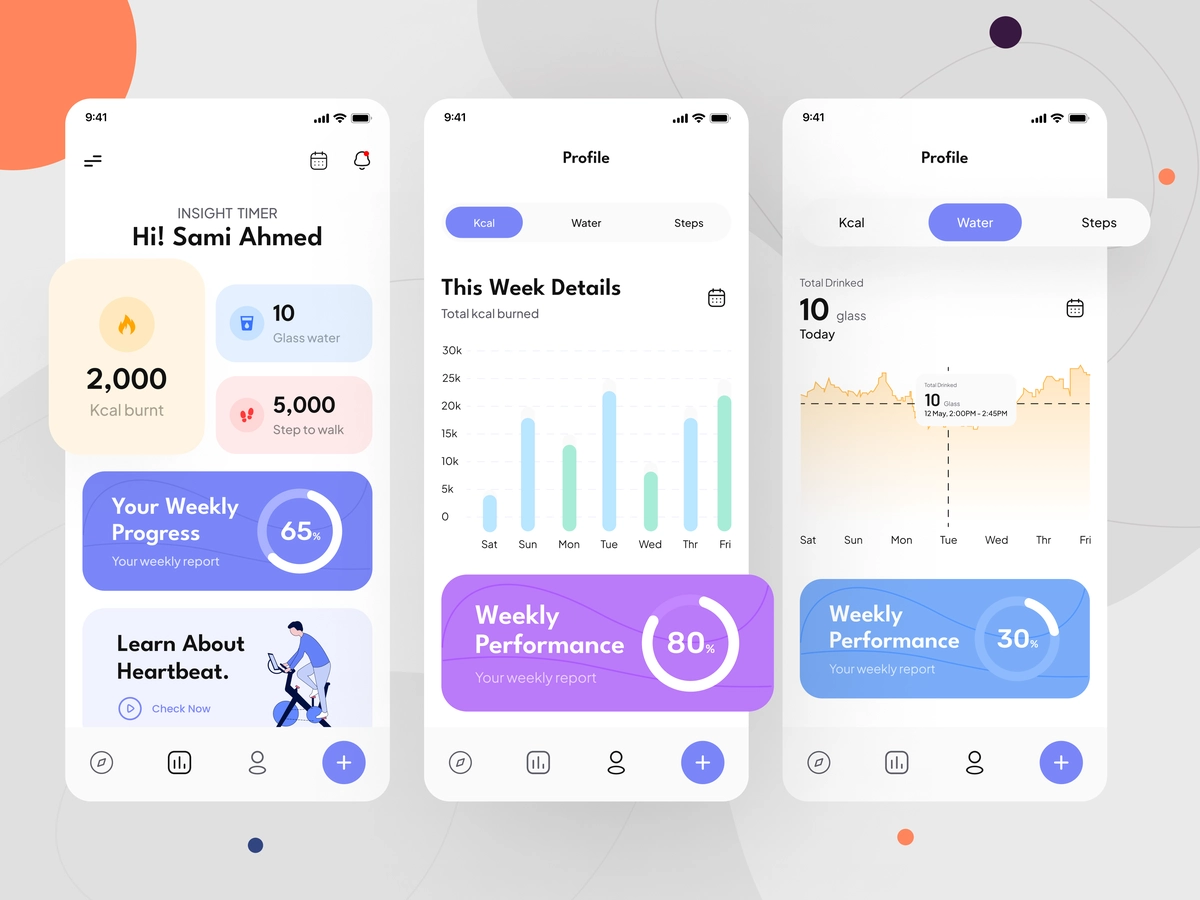 9:41
INSIGHT TIMER
Hi! Sami Ahmed
2,000
Kcal burnt
10
Glass water
5,000
Step to walk
Your Weekly
Progress
Your weekly report
65%
Learn About
Heartbeat.
Check Now
9:41
Profile
Kcal Water Steps
This Week Details
Total kcal burned
30k
25k
20k
15k
10k
5k
0
Sat Sun Mon Tue Wed Thr Fri
Weekly
Performance
Your weekly report
80%
9:41
Profile
Kcal Water Steps
Total Drinked
10 glass
Today
Total Drinked
10 Glass
12 May, 2:00PM - 2:45PM
Sat Sun Mon Tue Wed Thr Fri
Weekly
Performance
Your weekly report
30%